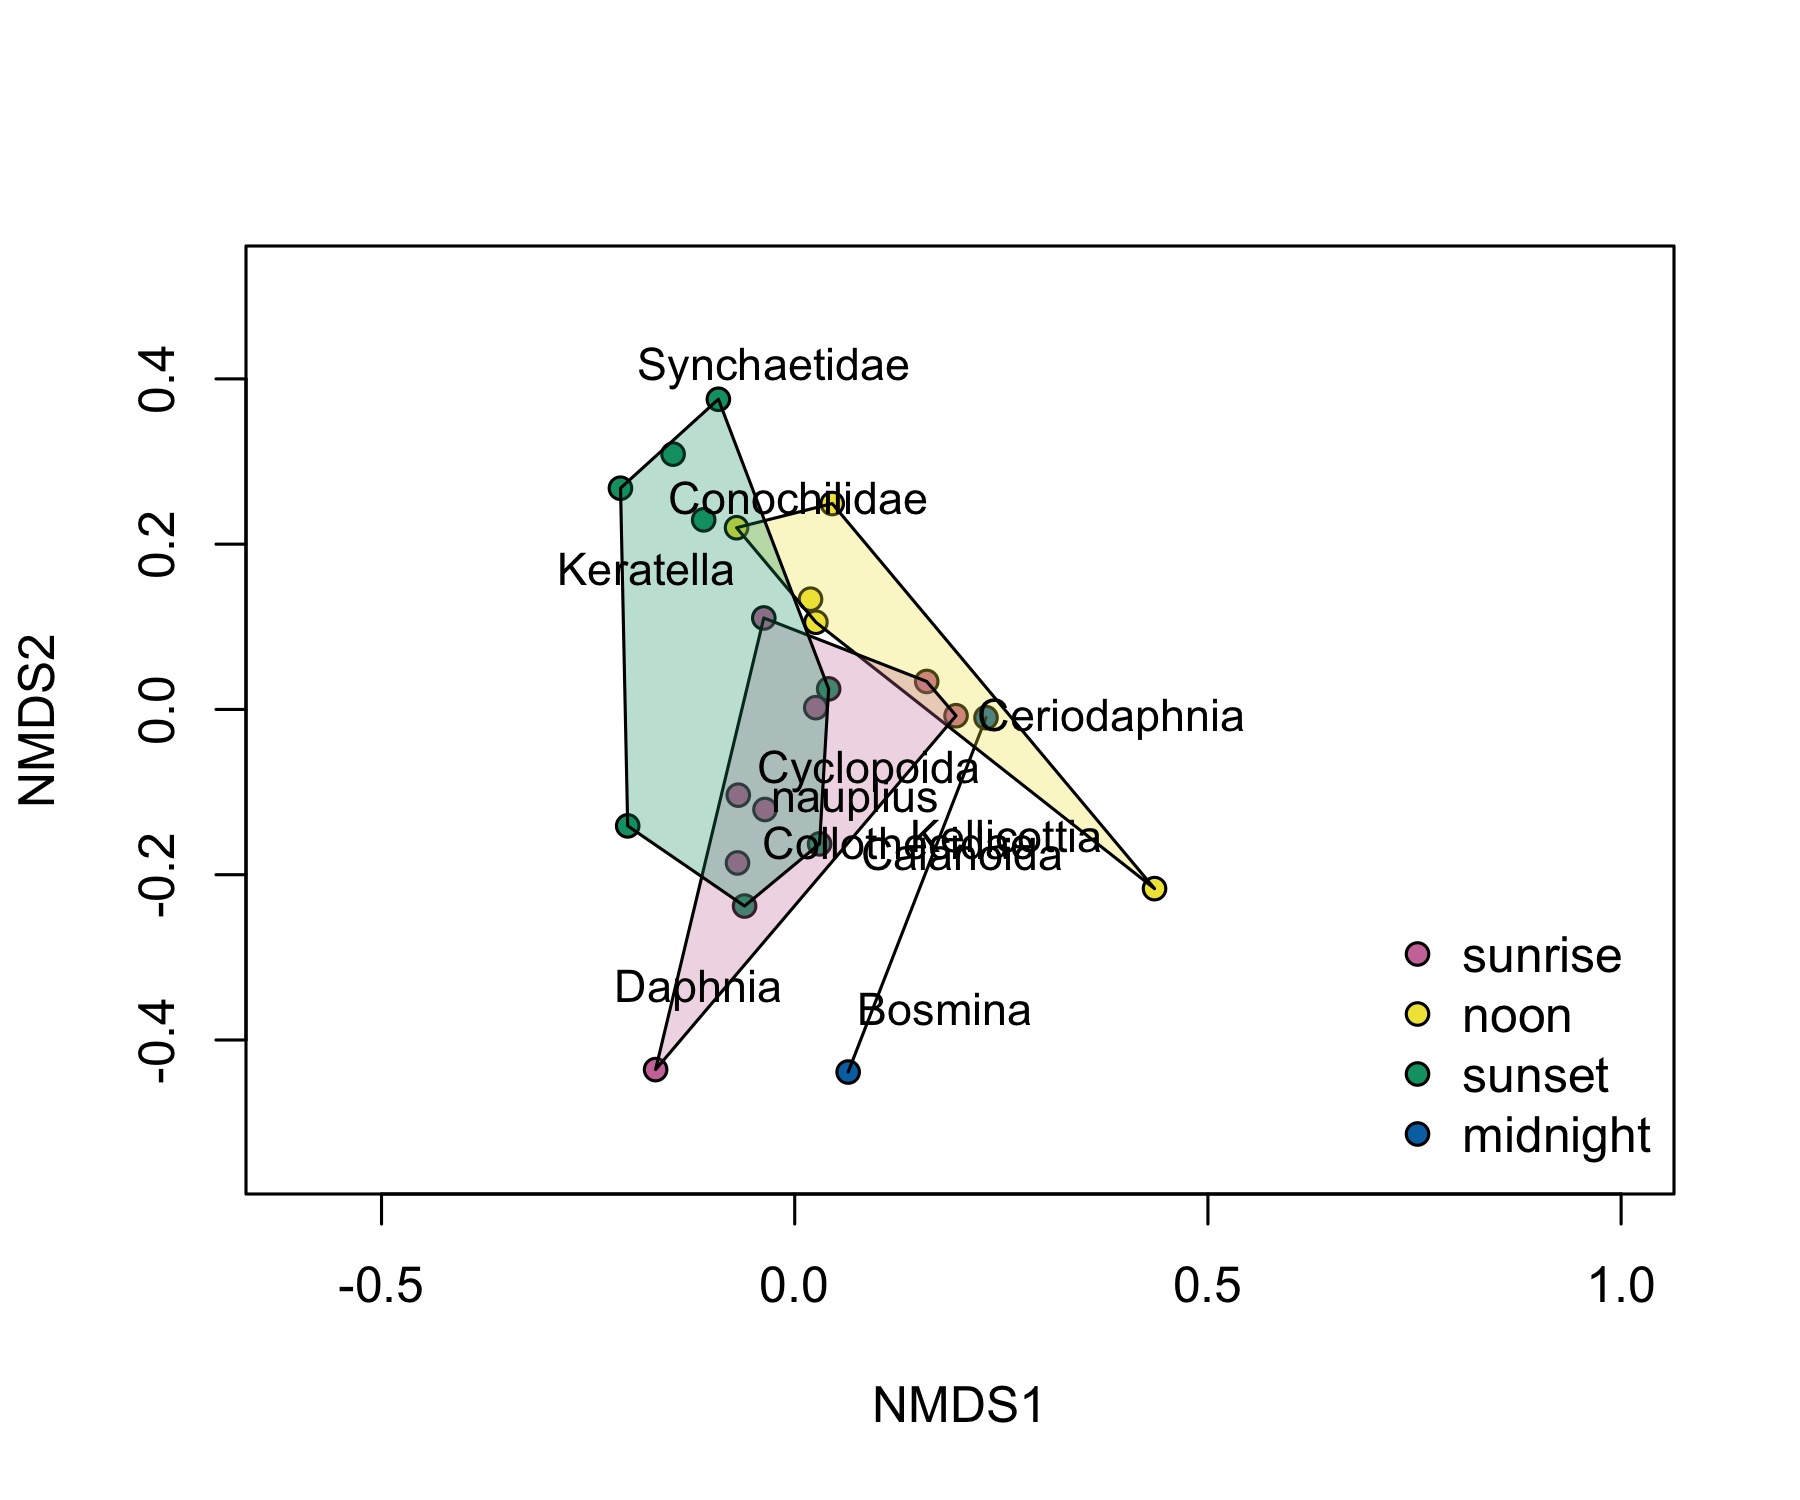 0.4
0.2
0.0
-0.2
-0.4
NMDS2
Synchaetidae
Conochilidae
Keratella
Ceriodaphnia
Cyclopoida
nauplius
Kellicottia
Collothecidae
Calanoida
Daphnia
Bosmina
sunrise
noon
sunset
midnight
-0.5
0.0
0.5
1.0
NMDS1